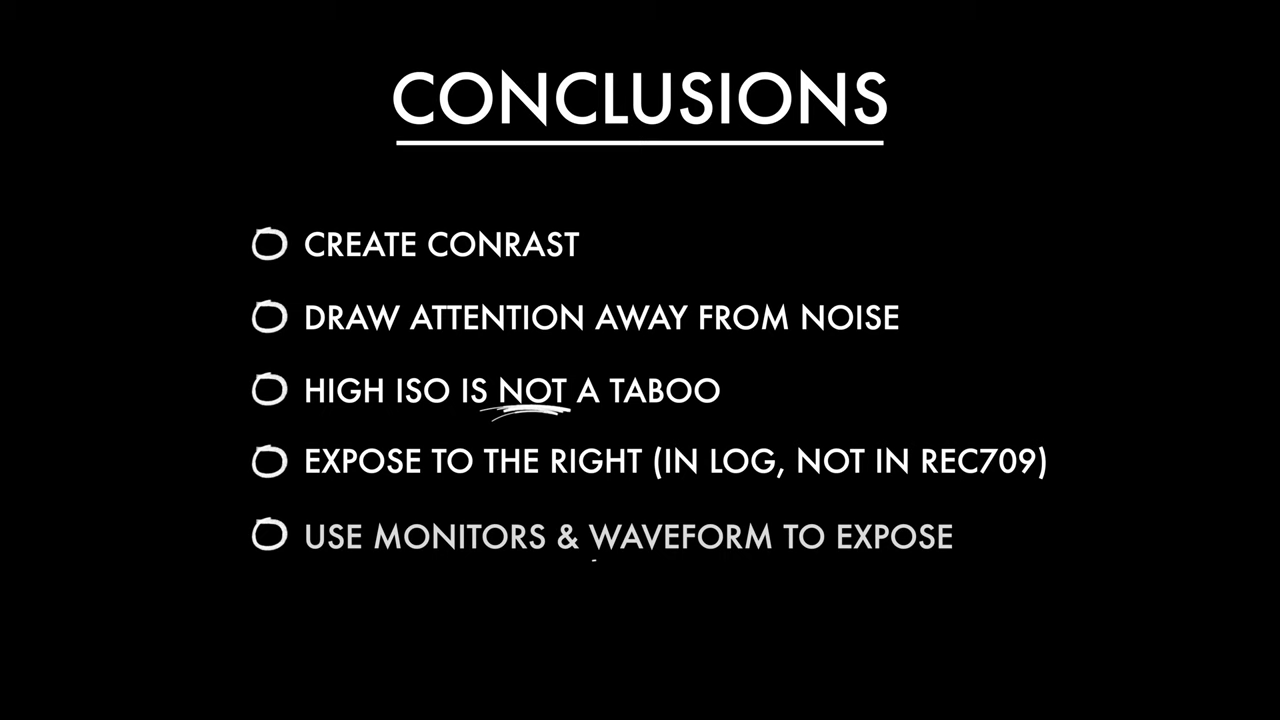 CONCLUSIONS
CREATE CONRAST
DRAW ATTENTION AWAY FROM NOISE
HIGH ISO IS NOT A TABOO
EXPOSE TO THE RIGHT (IN LOG, NOT IN REC709)
USE MONITORS & WAVEFORM TO EXPOSE